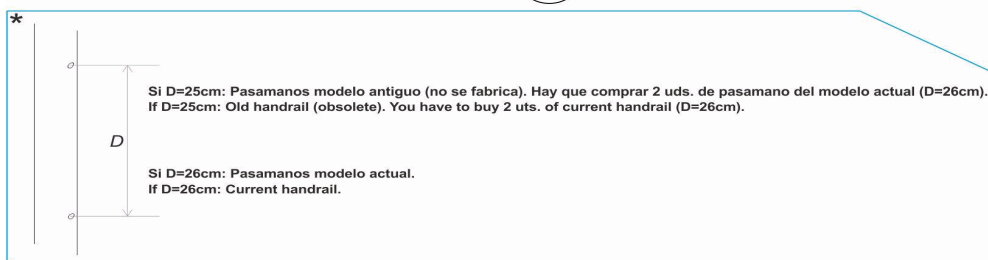 *
Si D=25cm: Pasamanos modelo antiguo (no se fabrica). Hay que comprar 2 uds. de pasamano del modelo actual (D=26cm).
If D=25cm: Old handrail (obsolete). You have to buy 2 uts. of current handrail (D=26cm).
D
Si D=26cm: Pasamanos modelo actual.
If D=26cm: Current handrail.